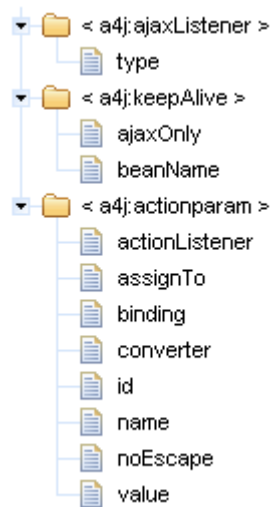 < a4j:ajaxListener >
type
< a4j:keepAlive >
ajaxOnly
beanName
< a4j:actionparam >
actionListener
assignTo
binding
converter
id
name
noEscape
value